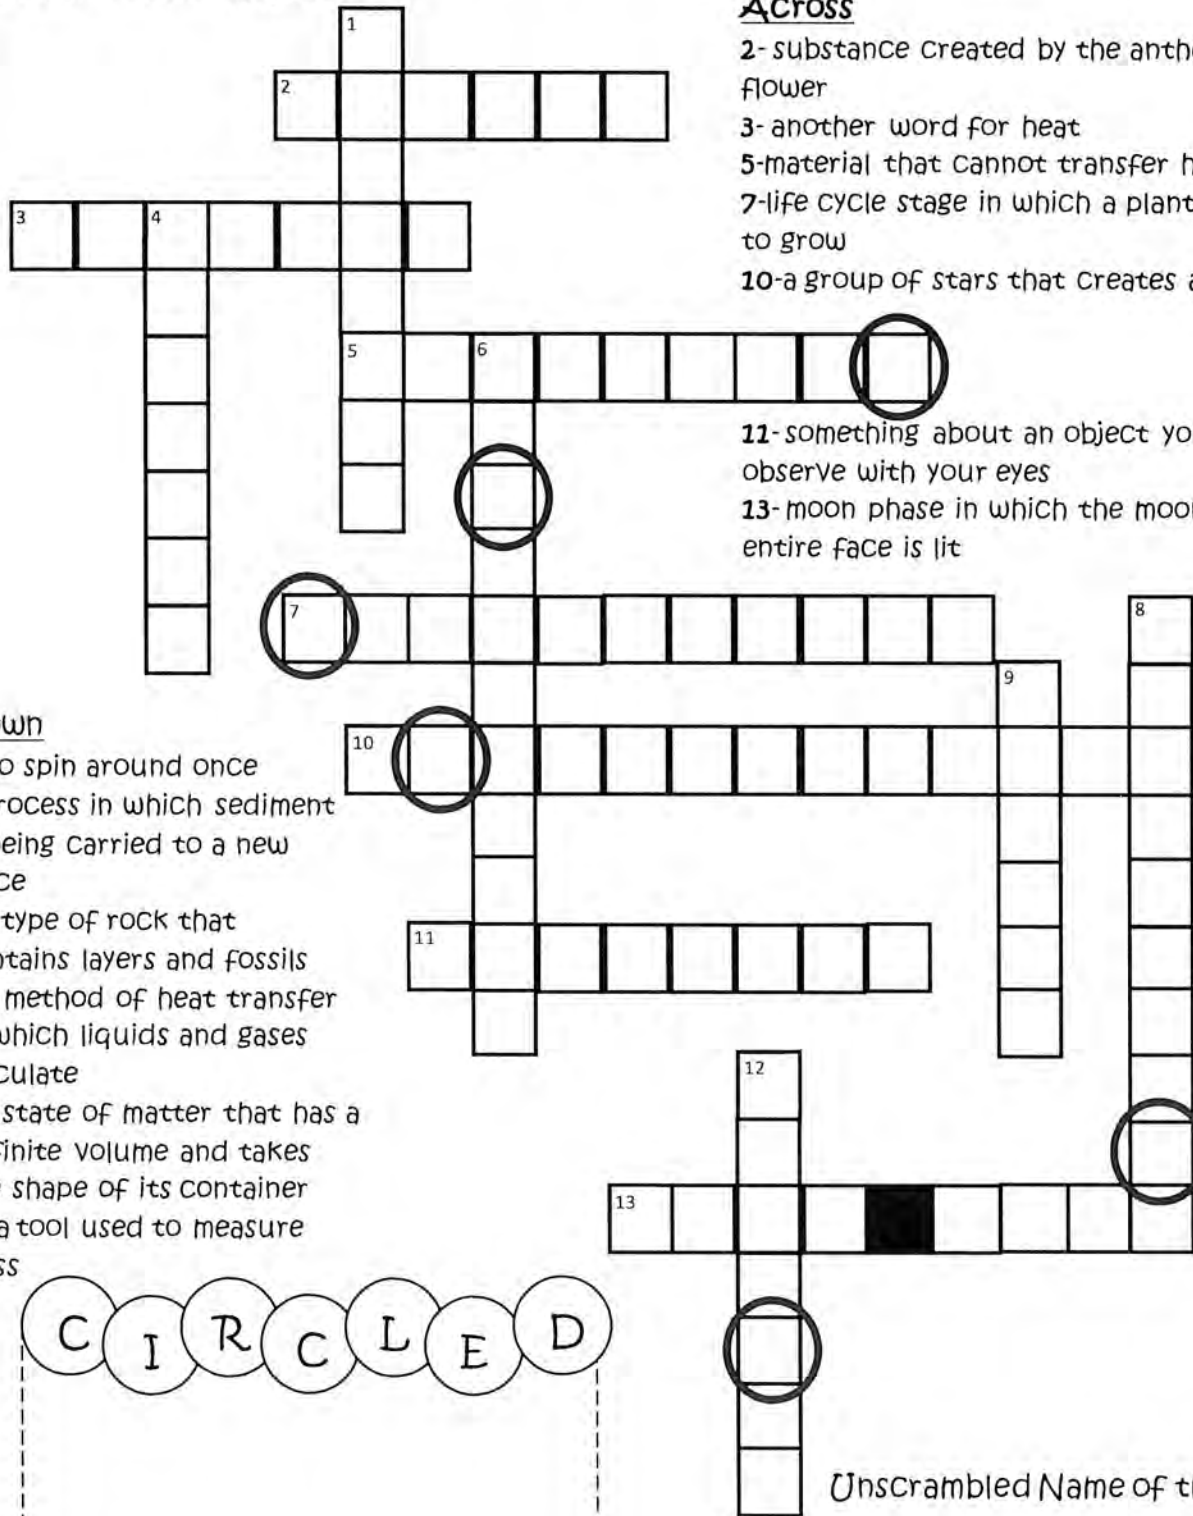 Across
2- substance created by the anth
flower
3- another word for heat
5-material that cannot transfer h
7-life cycle stage in which a plant
to grow
10-a group of stars that creates a
11- something about an object yo
observe with your eyes
13- moon phase in which the moon
entire face is lit
1
2
3
4
5
6
7
8
9
10
11
12
13
own
o spin around once
rocess in which sediment
eing carried to a new
ce
type of rock that
ntains layers and fossils
method of heat transfer
which liquids and gases
culate
state of matter that has a
finite volume and takes
shape of its container
a tool used to measure
ss
CIRCLED
Unscrambled Name of t